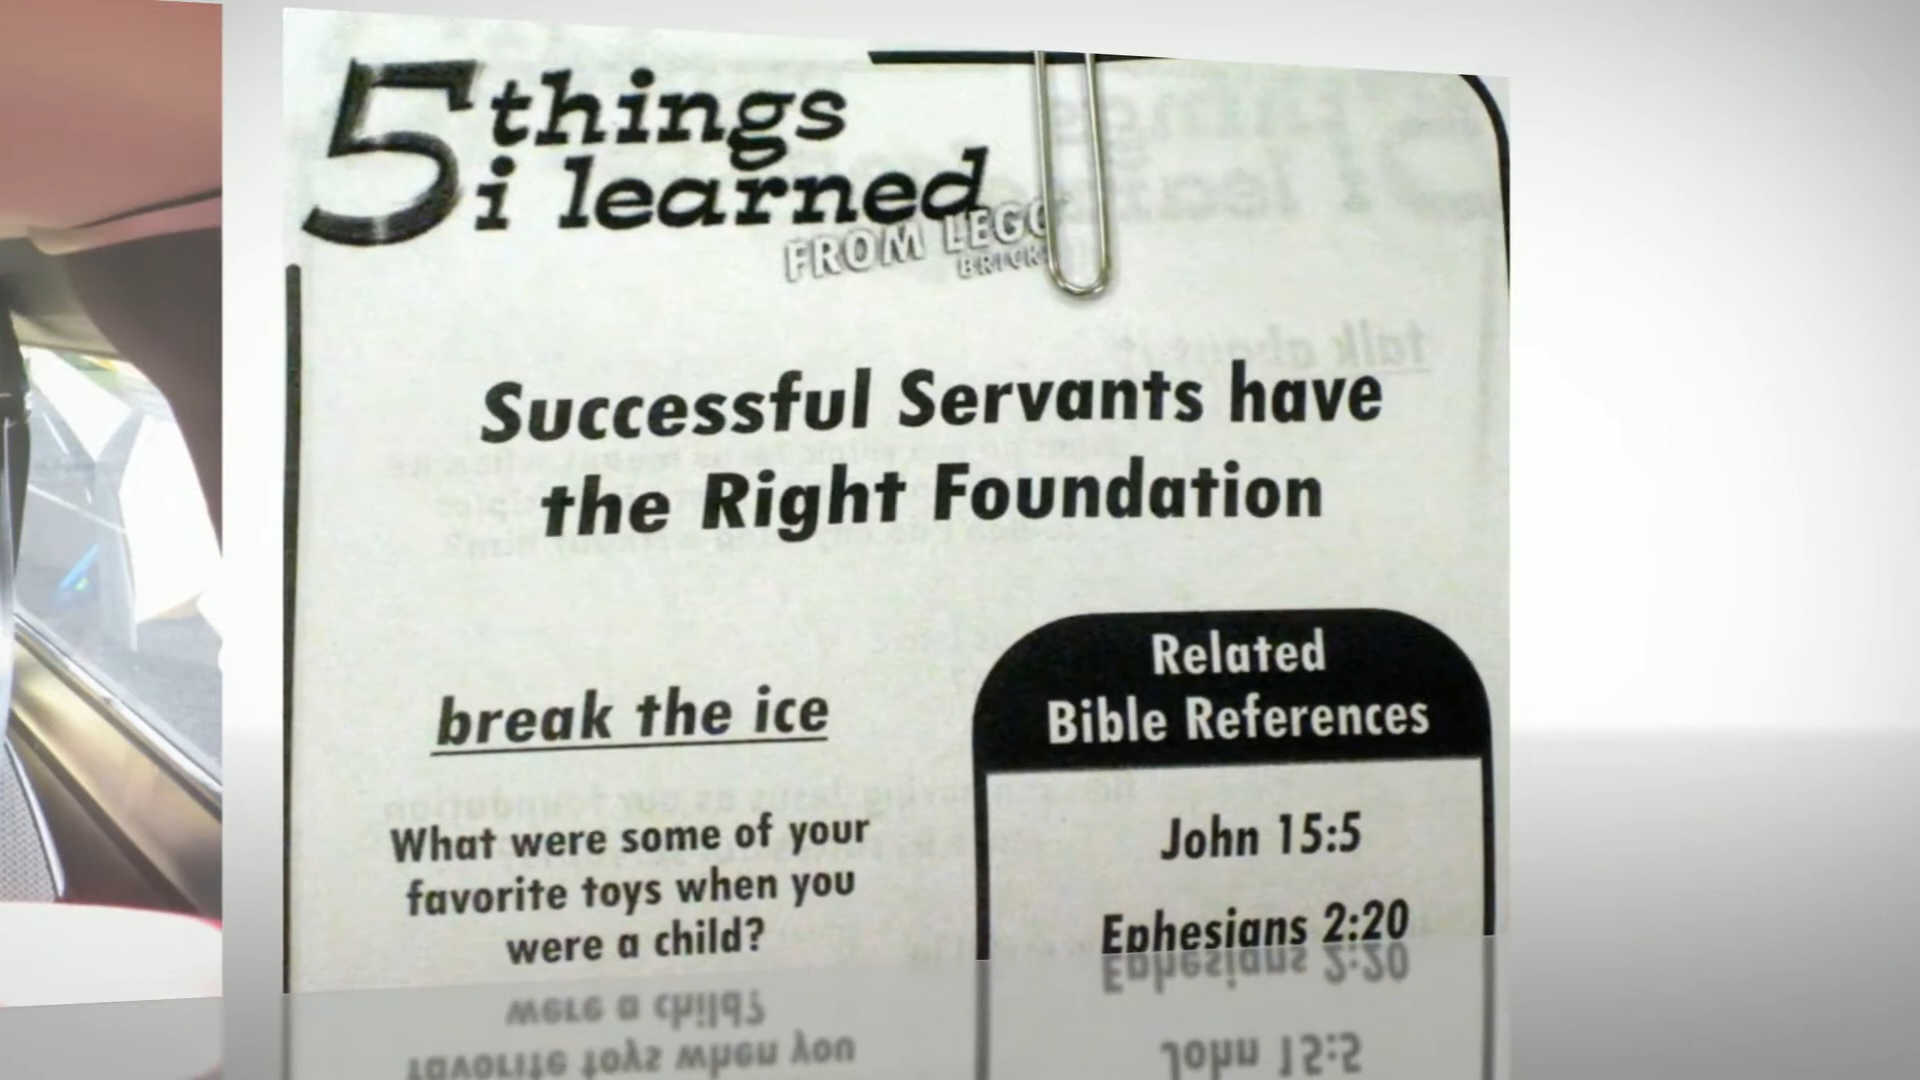 5 things
i learned
FROM LEGO
BRICK
Successful Servants have
the Right Foundation
break the ice
What were some of your
favorite toys when you
were a child?
Related
Bible References
John 15:5
Ephesians 2:20